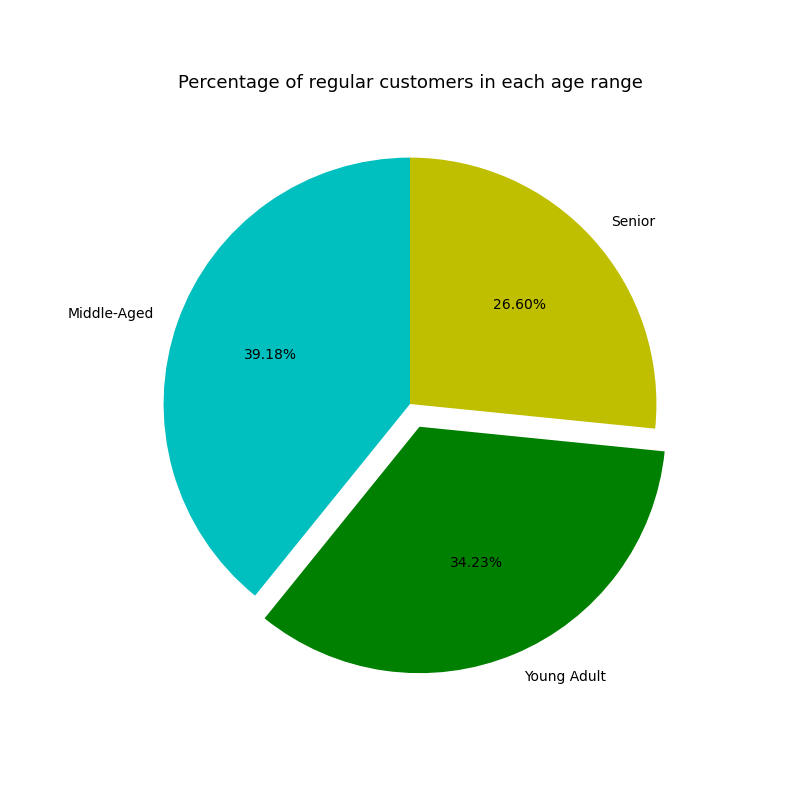 Percentage of regular customers in each age range
Senior
26.60%
Middle-Aged
39.18%
34.23%
Young Adult